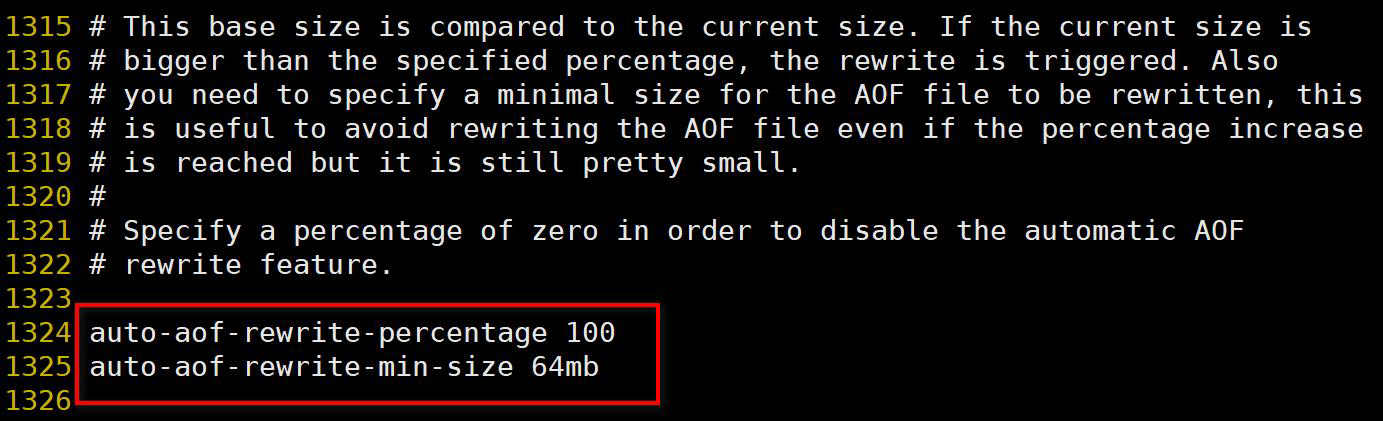 1315 # This base size is compared to the current size. If the current size is
1316 # bigger than the specified percentage, the rewrite is triggered. Also
1317 # you need to specify a minimal size for the AOF file to be rewritten, this
1318 # is useful to avoid rewriting the AOF file even if the percentage increase
1319 # is reached but it is still pretty small.
1320 #
1321 # Specify a percentage of zero in order to disable the automatic AOF
1322 # rewrite feature.
1323
1324 auto-aof-rewrite-percentage 100
1325 auto-aof-rewrite-min-size 64mb
1326